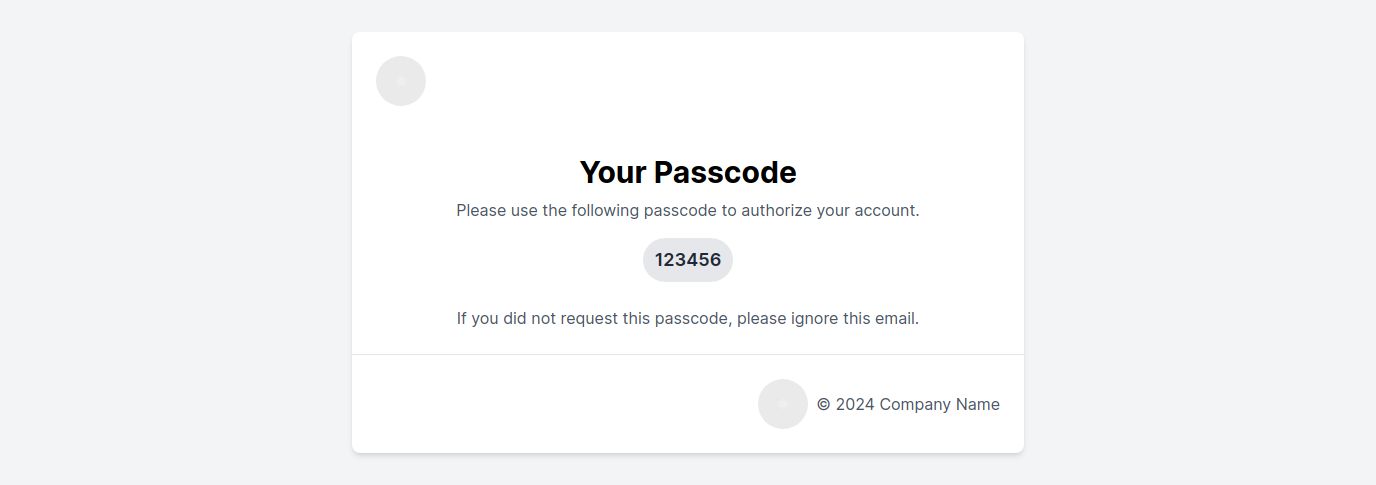 Your Passcode
Please use the following passcode to authorize your account.
123456
If you did not request this passcode, please ignore this email.
© 2024 Company Name